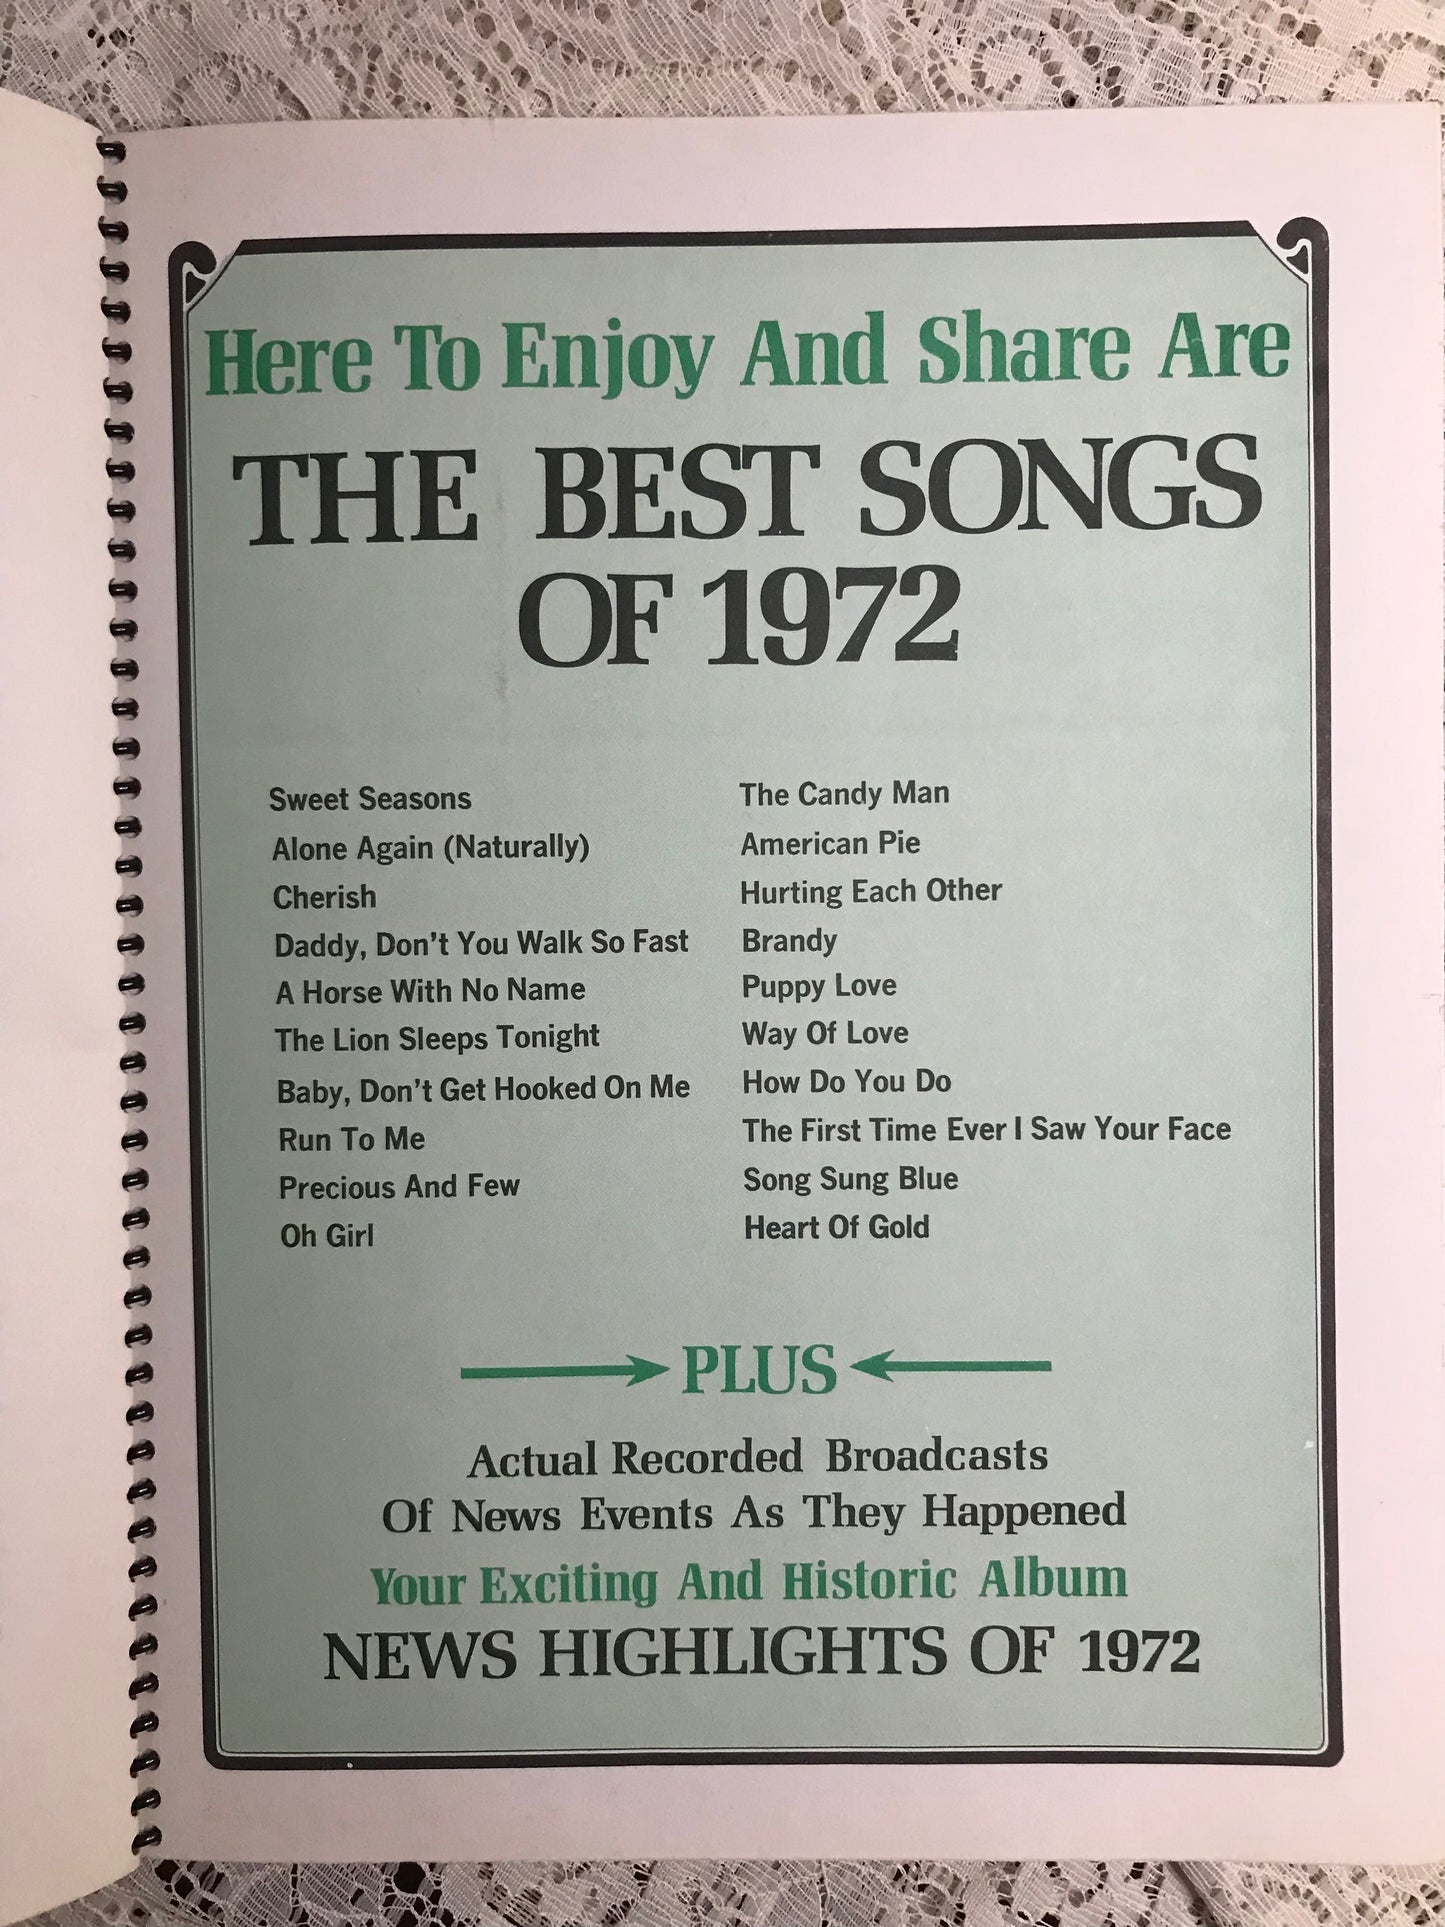 Here To Enjoy And Share Are
THE BEST SONGS
OF 1972
Sweet Seasons
Alone Again (Naturally)
Cherish
Daddy, Don't You Walk So Fast
A Horse With No Name
The Lion Sleeps Tonight
Baby, Don't Get Hooked On Me
Run To Me
Precious And Few
Oh Girl
The Candy Man
American Pie
Hurting Each Other
Brandy
Puppy Love
Way Of Love
How Do You Do
The First Time Ever I Saw Your Face
Song Sung Blue
Heart Of Gold
PLUS
Actual Recorded Broadcasts
Of News Events As They Happened
Your Exciting And Historic Album
NEWS HIGHLIGHTS OF 1972